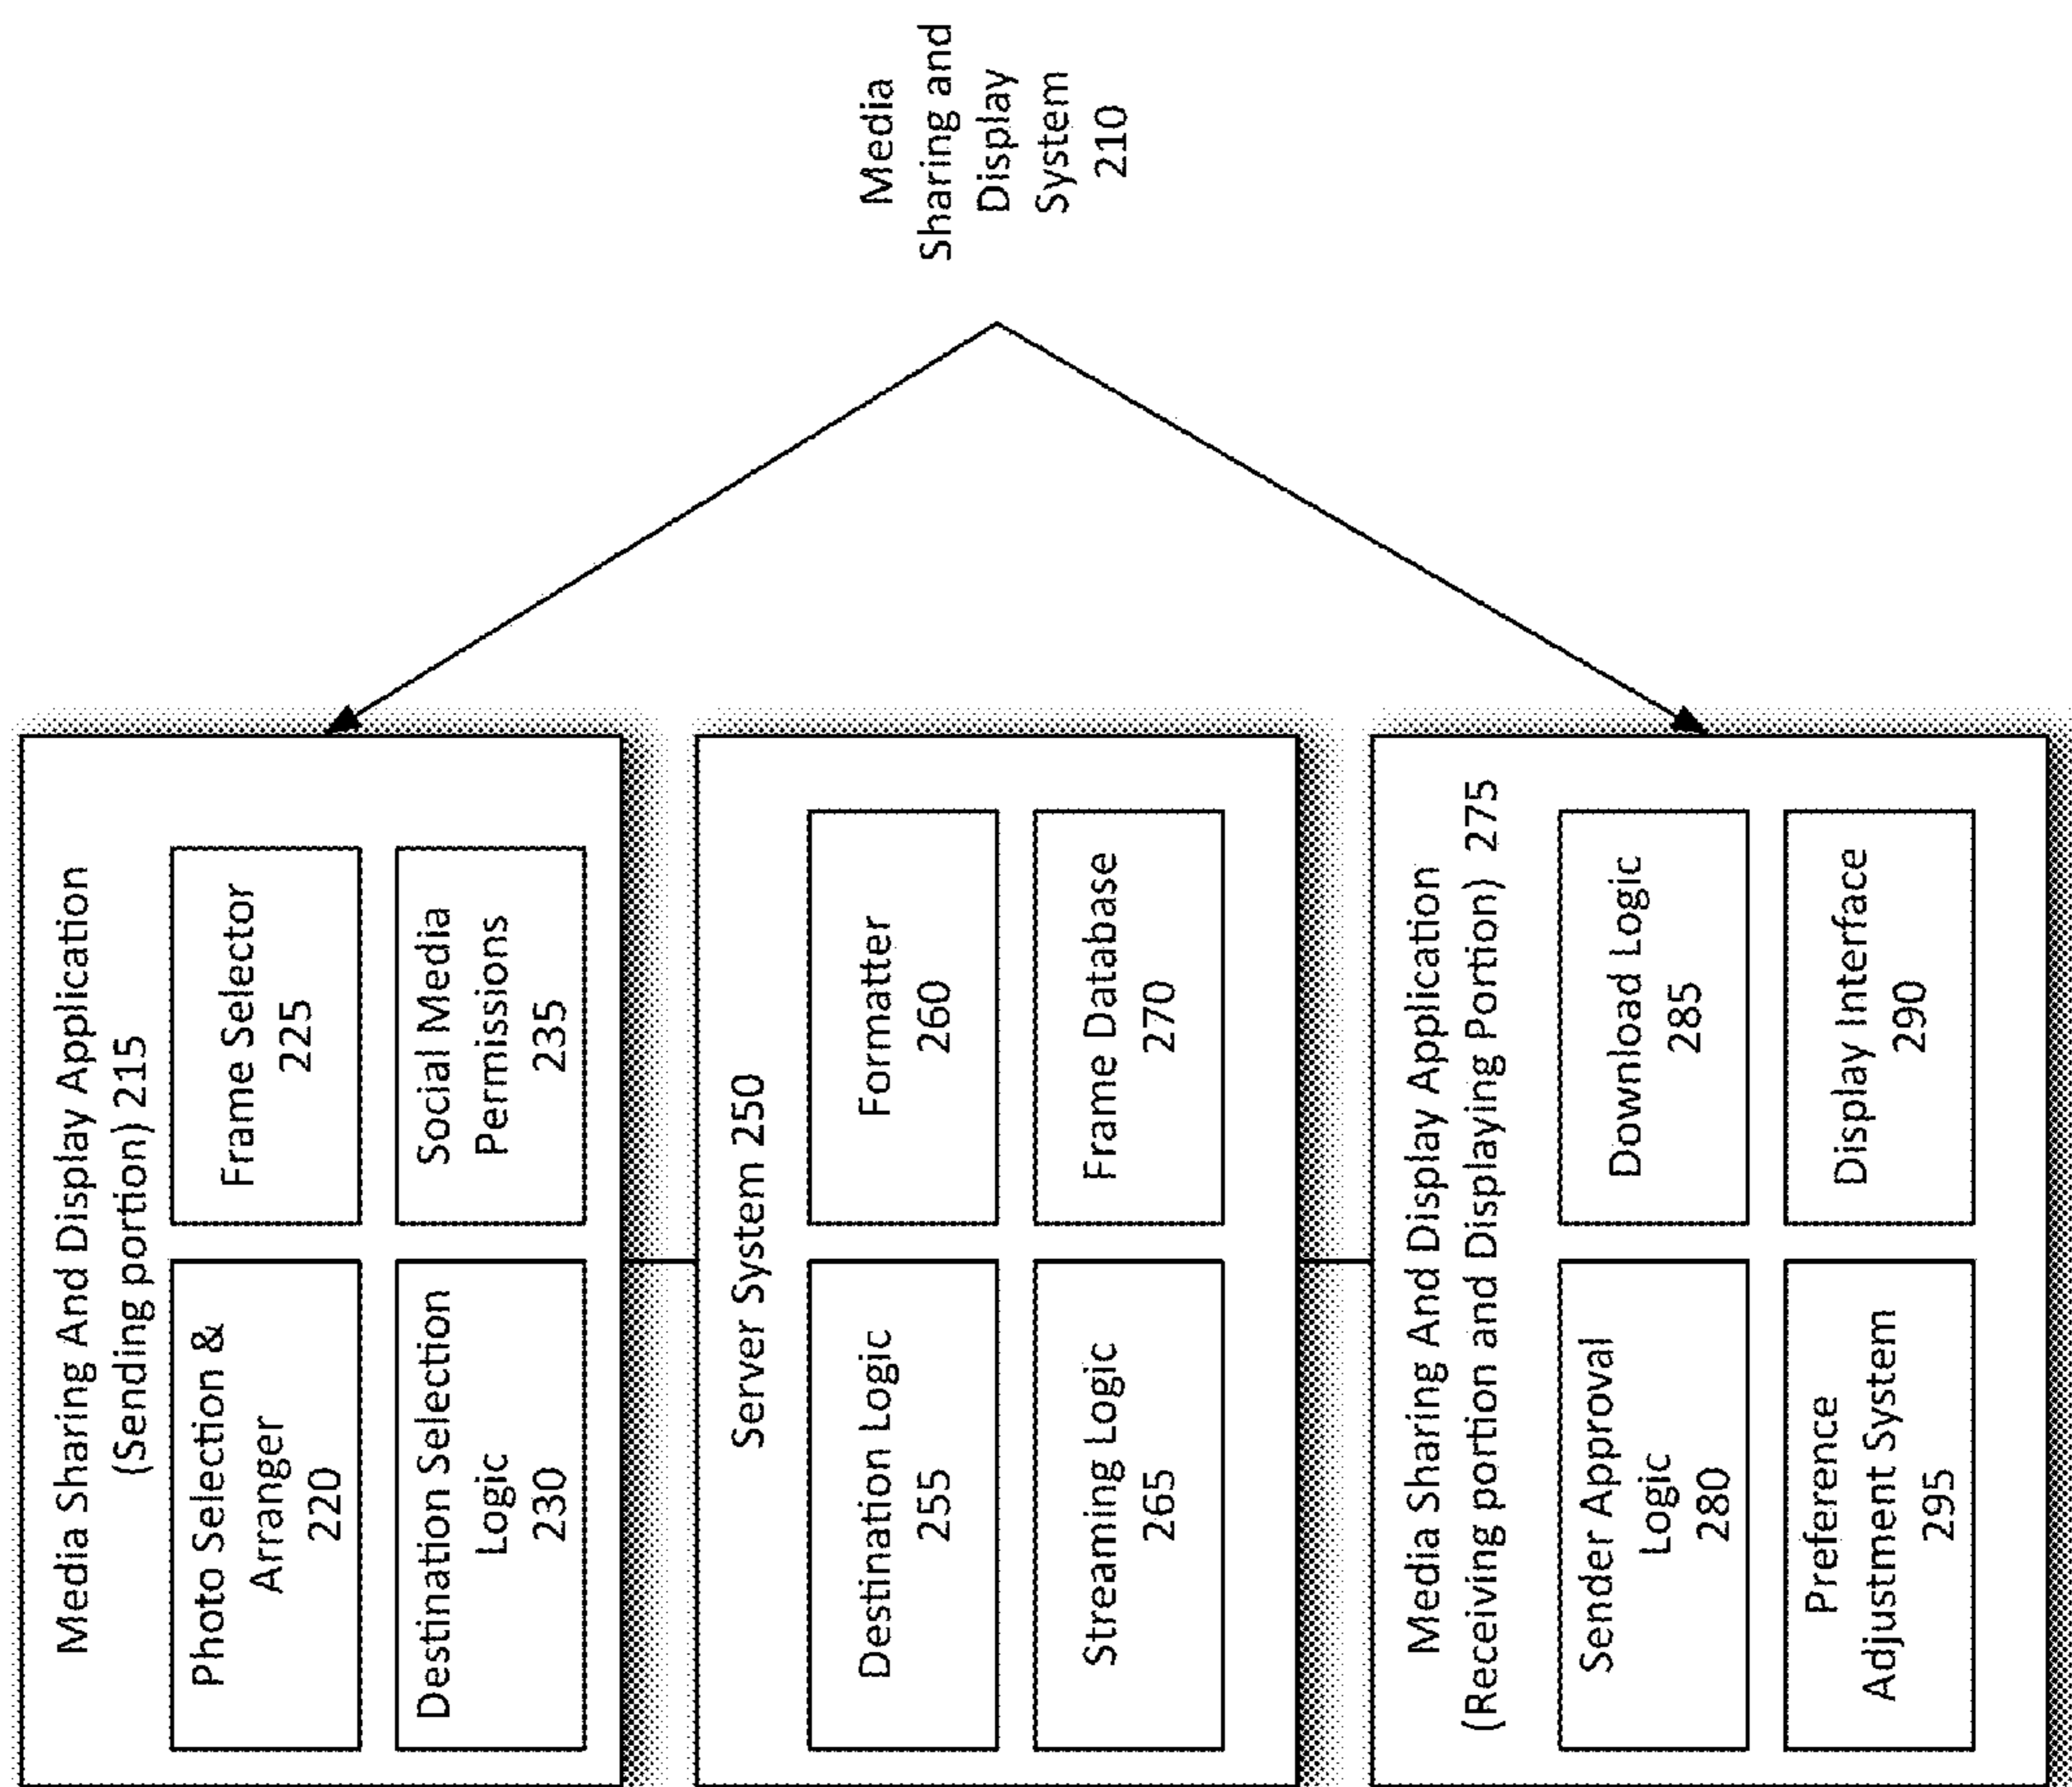 Media
Sharing and
Display
System
210
Media Sharing And Display Application
(Sending portion) 215
Photo Selection &
Arranger
220
Frame Selector
225
Destination Selection
Logic
230
Social Media
Permissions
235
Server System 250
Destination Logic
255
Formatter
260
Streaming Logic
265
Frame Database
270
Media Sharing And Display Application
(Receiving portion and Displaying Portion) 275
Sender Approval
Logic
280
Download Logic
285
Preference
Adjustment System
295
Display Interface
290